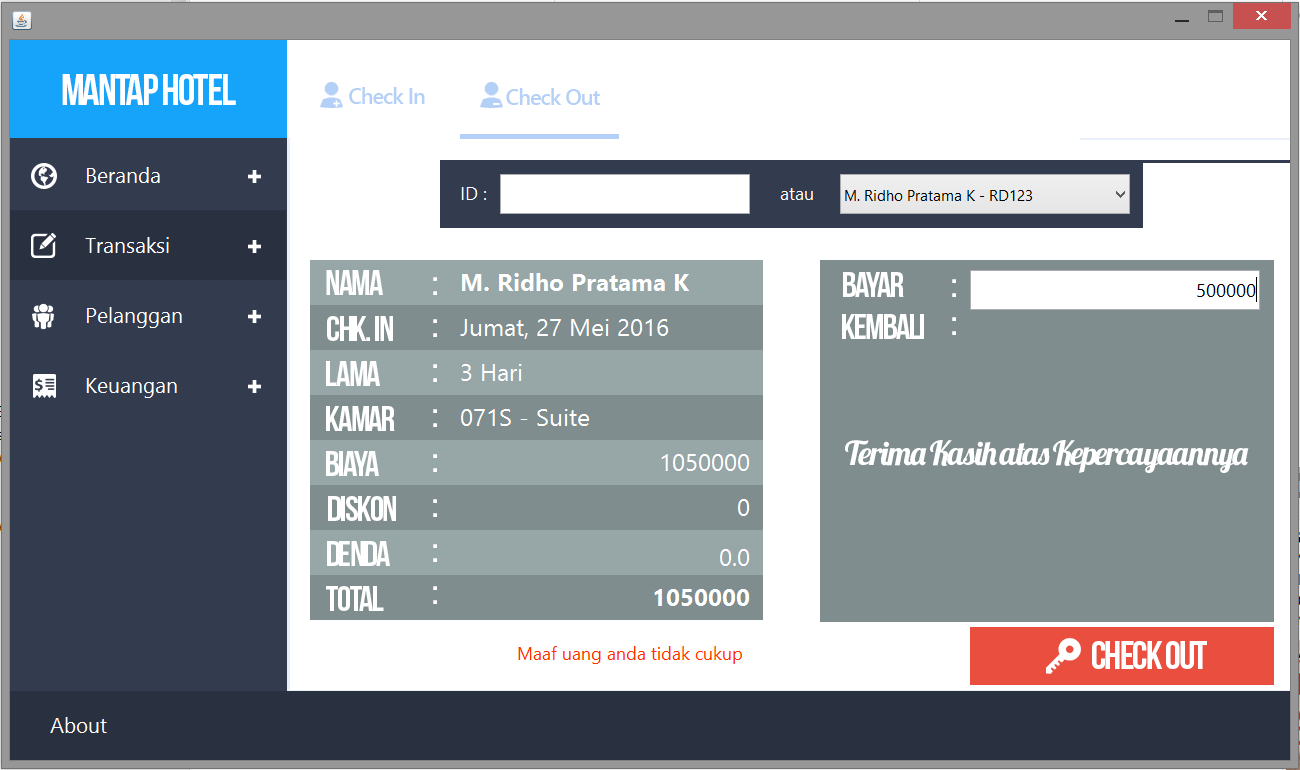 MANTAP HOTEL
Check In
Check Out
Beranda
Transaksi
Pelanggan
Keuangan
ID :
atau
M. Ridho Pratama K - RD123
NAMA : M. Ridho Pratama K
CHK. IN : Jumat, 27 Mei 2016
LAMA : 3 Hari
KAMAR : 071S - Suite
BIAYA : 1050000
DISKON : 0
DENDA : 0.0
TOTAL : 1050000
Maaf uang anda tidak cukup
BAYAR : 500000
KEMBALI :
Terima Kasih atas Kepercayaannya
CHECK OUT
About